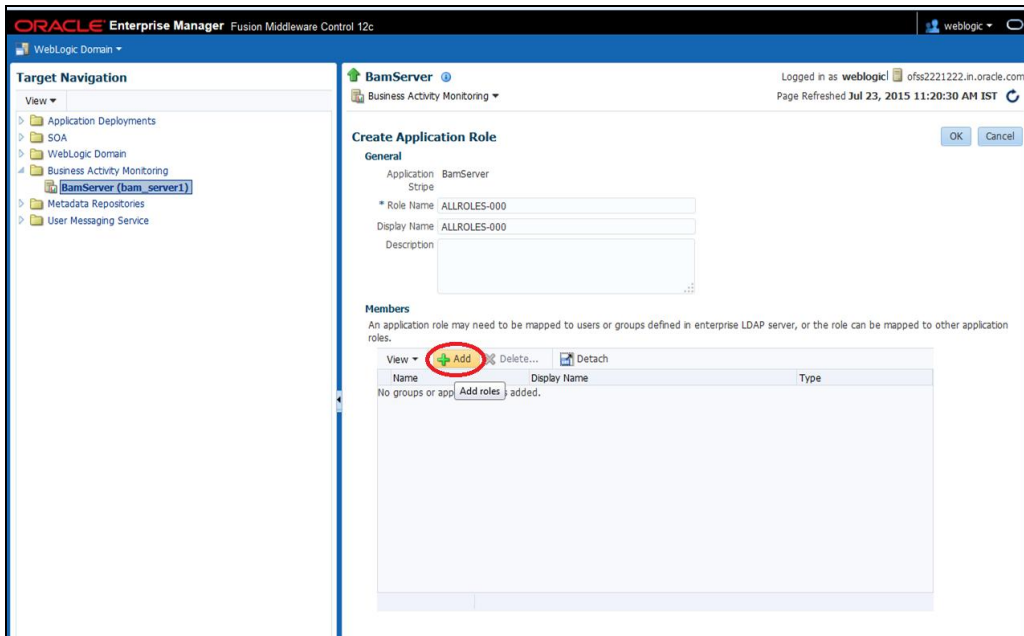 ORACLE Enterprise Manager Fusion Middleware Control 12c
weblogic
WebLogic Domain
Target Navigation
View
Application Deployments
SOA
WebLogic Domain
Business Activity Monitoring
BamServer (bam_server1)
Metadata Repositories
User Messaging Service
BamServer
Logged in as weblogic
ofss2221222.in.oracle.com
Business Activity Monitoring
Page Refreshed Jul 23, 2015 11:20:30 AM IST
Create Application Role
OK Cancel
General
Application Stripe BamServer
* Role Name ALLROLES-000
Display Name ALLROLES-000
Description
Members
An application role may need to be mapped to users or groups defined in enterprise LDAP server, or the role can be mapped to other application
roles.
View Add Delete... Detach
Name Display Name Type
No groups or app s added.
Add roles